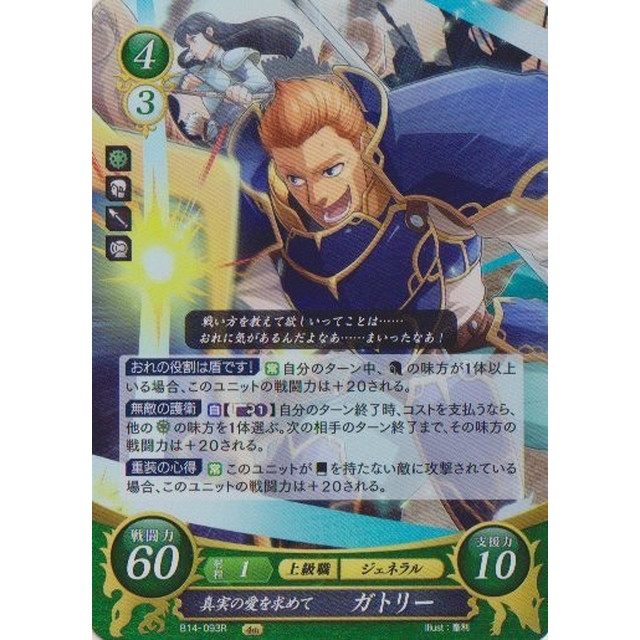 4
3
戦い方を教えて欲しいってことは……
おれに気があるんだよなあ……まいったなあ!
おれの役割は盾です! 常 自分のターン中、の味方が1体以上
いる場合、このユニットの戦闘力は+20される。
無敵の護衛 自【1】自分のターン終了時、コストを支払うなら、
他の の味方を1体選ぶ。次の相手のターン終了まで、その味方の
戦闘力は+20される。
重装の心得 常 このユニットが を持たない敵に攻撃されている
場合、このユニットの戦闘力は+20される。
戦闘力
60
射程 1
上級職
ジェネラル
支援力
10
真実の愛を求めて ガトリー
B14-093R 4th
Illust: